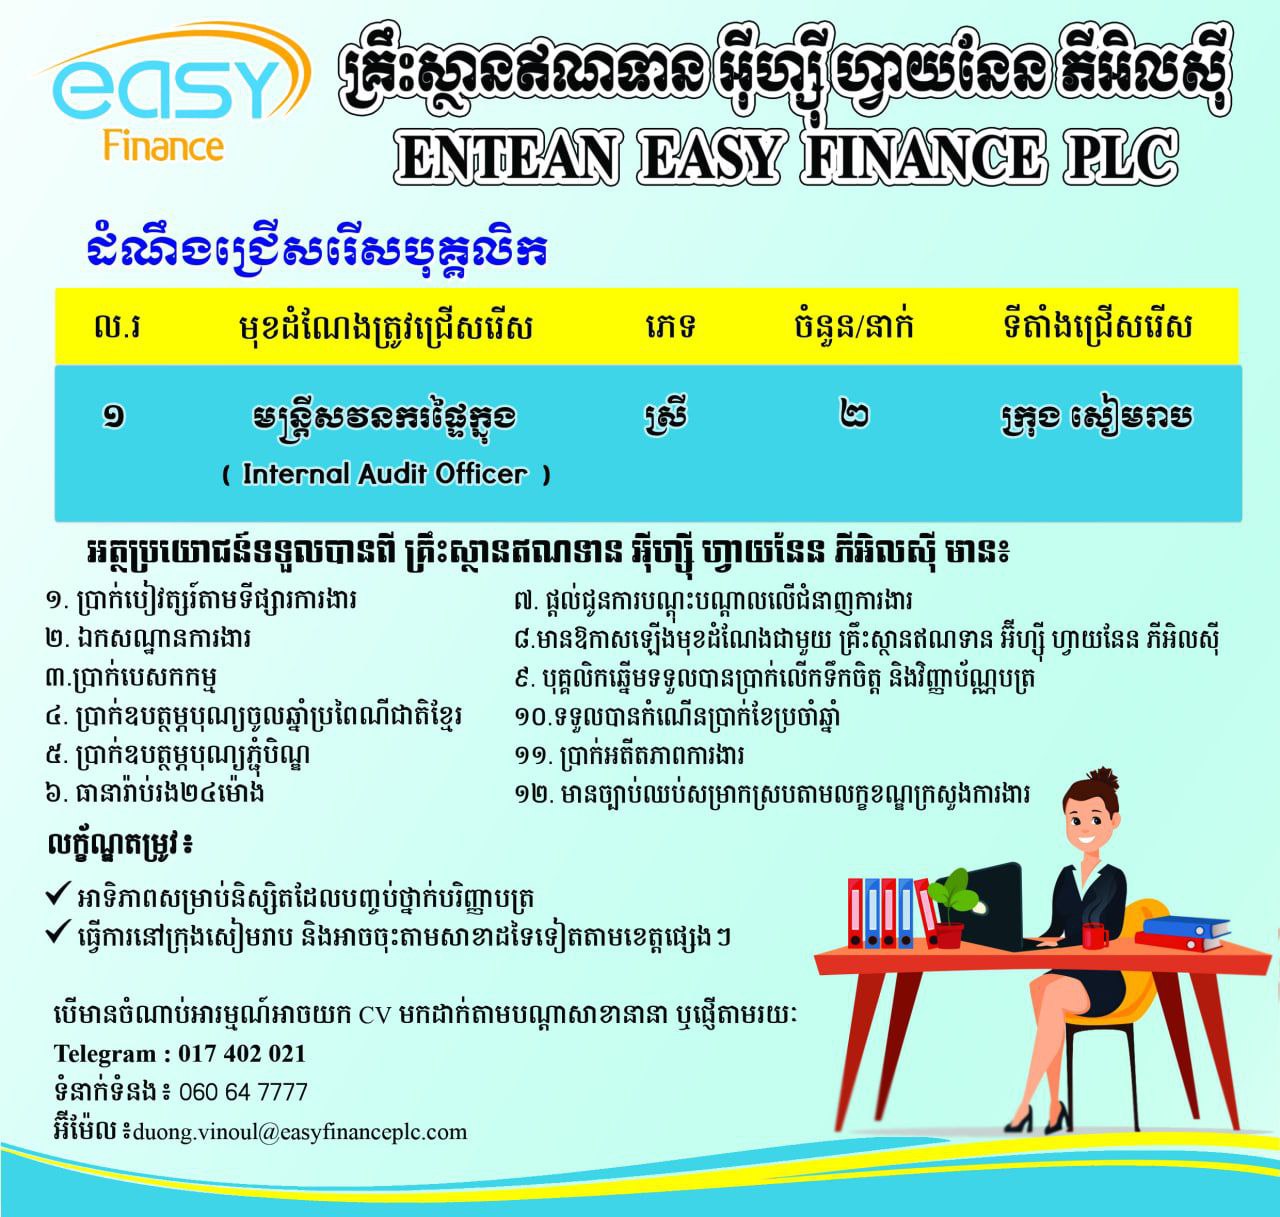 easy
Finance
គ្រឹះស្ថានឥណទាន អ៊ីហ្ស៊ី ហ្វាយនែន ភីអិលស៊ី
ENTEAN EASY FINANCE PLC
ដំណឹងជ្រើសរើសបុគ្គលិក
ល.រ មុខដំណែងត្រូវជ្រើសរើស ភេទ ចំនួន/នាក់ ទីតាំងជ្រើសរើស
១ មន្ត្រីសវនករផ្ទៃក្នុង ស្រី ២ ក្រុង សៀមរាប
( Internal Audit Officer )
អត្ថប្រយោជន៍ទទួលបានពី គ្រឹះស្ថានឥណទាន អ៊ីហ្ស៊ី ហ្វាយនែន ភីអិលស៊ី មាន៖
១. ប្រាក់បៀវត្សរ៍តាមទីផ្សារការងារ
២. ឯកសណ្ឋានការងារ
៣.ប្រាក់បេសកកម្ម
៤. ប្រាក់ឧបត្ថម្ភបុណ្យចូលឆ្នាំប្រពៃណីជាតិខ្មែរ
៥. ប្រាក់ឧបត្ថម្ភបុណ្យភ្ជុំបិណ្ឌ
៦. ធានារ៉ាប់រង២៤ម៉ោង
៧. ផ្តល់ជូនការបណ្តុះបណ្តាលលើជំនាញការងារ
៨.មានឱកាសឡើងមុខដំណែងជាមួយ គ្រឹះស្ថានឥណទាន អ៊ីហ្ស៊ី ហ្វាយនែន ភីអិលស៊ី
៩. បុគ្គលិកឆ្នើមទទួលបានប្រាក់លើកទឹកចិត្ត និងវិញ្ញាប័ណ្ណបត្រ
១០.ទទួលបានកំណើនប្រាក់ខែប្រចាំឆ្នាំ
១១. ប្រាក់អតីតភាពការងារ
១២. មានច្បាប់ឈប់សម្រាកស្របតាមលក្ខខណ្ឌក្រសួងការងារ
លក្ខ័ណ្ឌតម្រូវ៖
✓ អាទិភាពសម្រាប់និស្សិតដែលបញ្ចប់ថ្នាក់បរិញ្ញាបត្រ
✓ ធ្វើការនៅក្រុងសៀមរាប និងអាចចុះតាមសាខាដទៃទៀតតាមខេត្តផ្សេងៗ
បើមានចំណាប់អារម្មណ៍អាចយក CV មកដាក់តាមបណ្តាសាខានានា ឬផ្ញើតាមរយៈ
Telegram : 017 402 021
ទំនាក់ទំនង៖ 060 64 7777
អ៊ីម៉ែល ៖duong.vinoul@easyfinanceplc.com